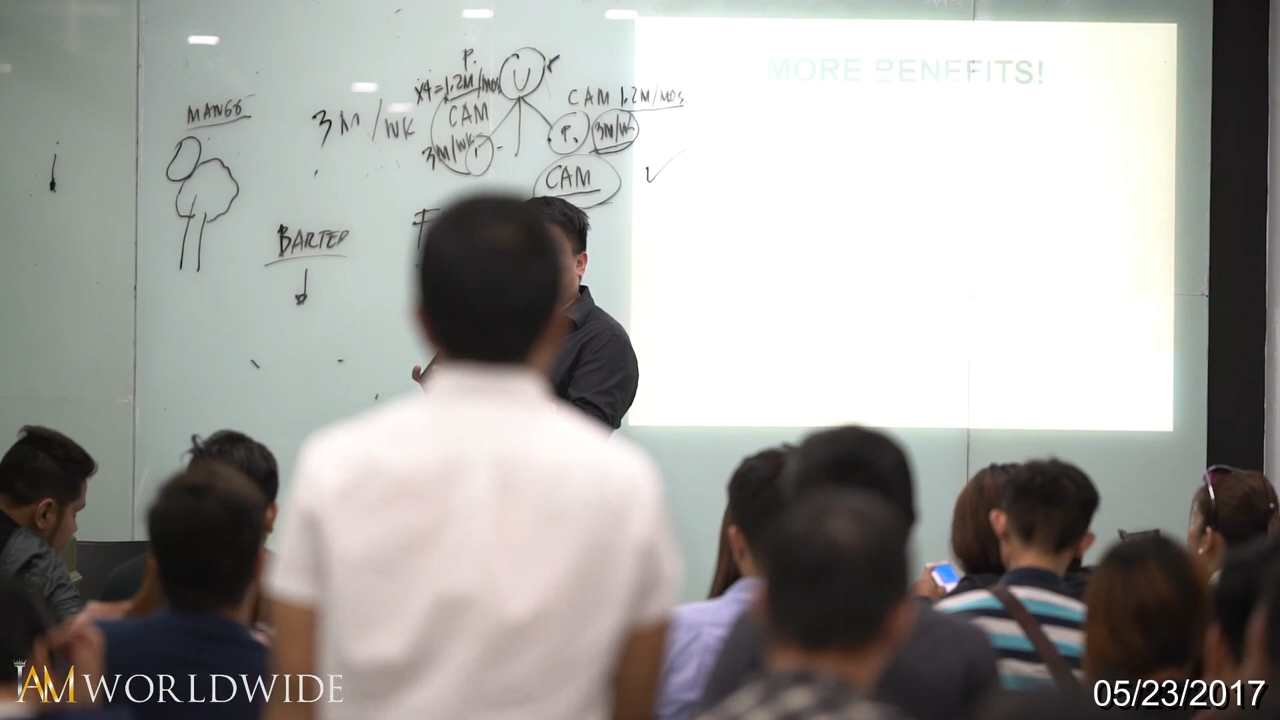 MORE BENEFITS!
P.
U
x4=1.2M/mos
CAM 1.2M/mos
MANGO
CAM
3M/WK
P.
3M/WK
3M/WK
CAM
BARTER
F
IAM WORLDWIDE
05/23/2017